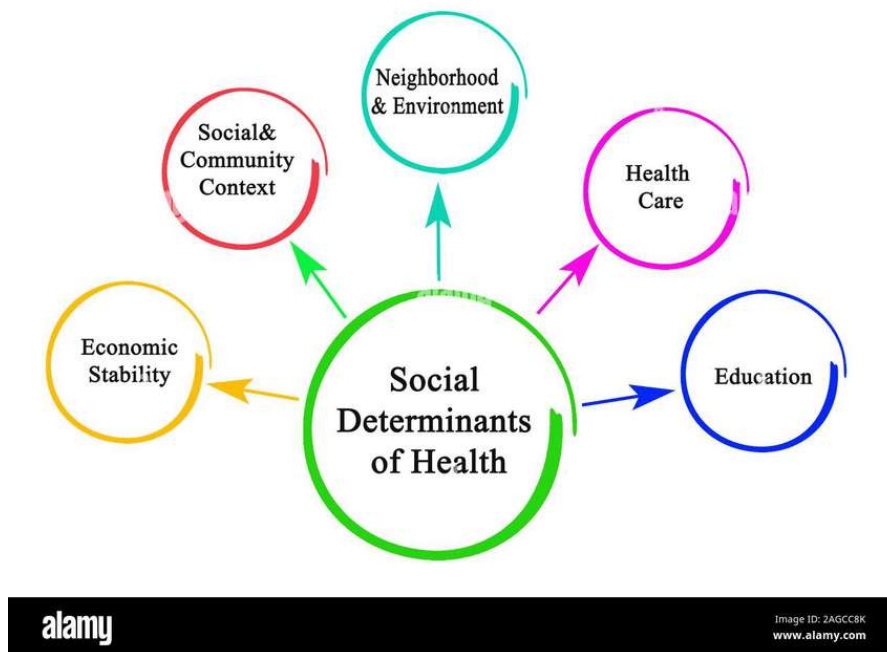 Neighborhood
& Environment
Social&
Community
Context
Health
Care
Economic
Stability
Education
Social
Determinants
of Health
alamy
Image ID: 2AGCC8K
www.alamy.com